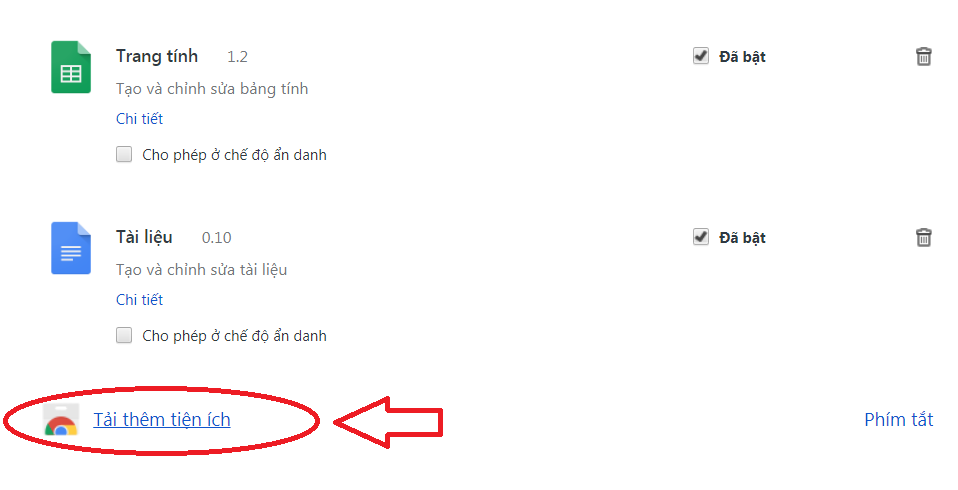 Trang tính 1.2 Đã bật
Tạo và chỉnh sửa bảng tính
Chi tiết
Cho phép ở chế độ ẩn danh
Tài liệu 0.10 Đã bật
Tạo và chỉnh sửa tài liệu
Chi tiết
Cho phép ở chế độ ẩn danh
Tải thêm tiện ích Phím tắt